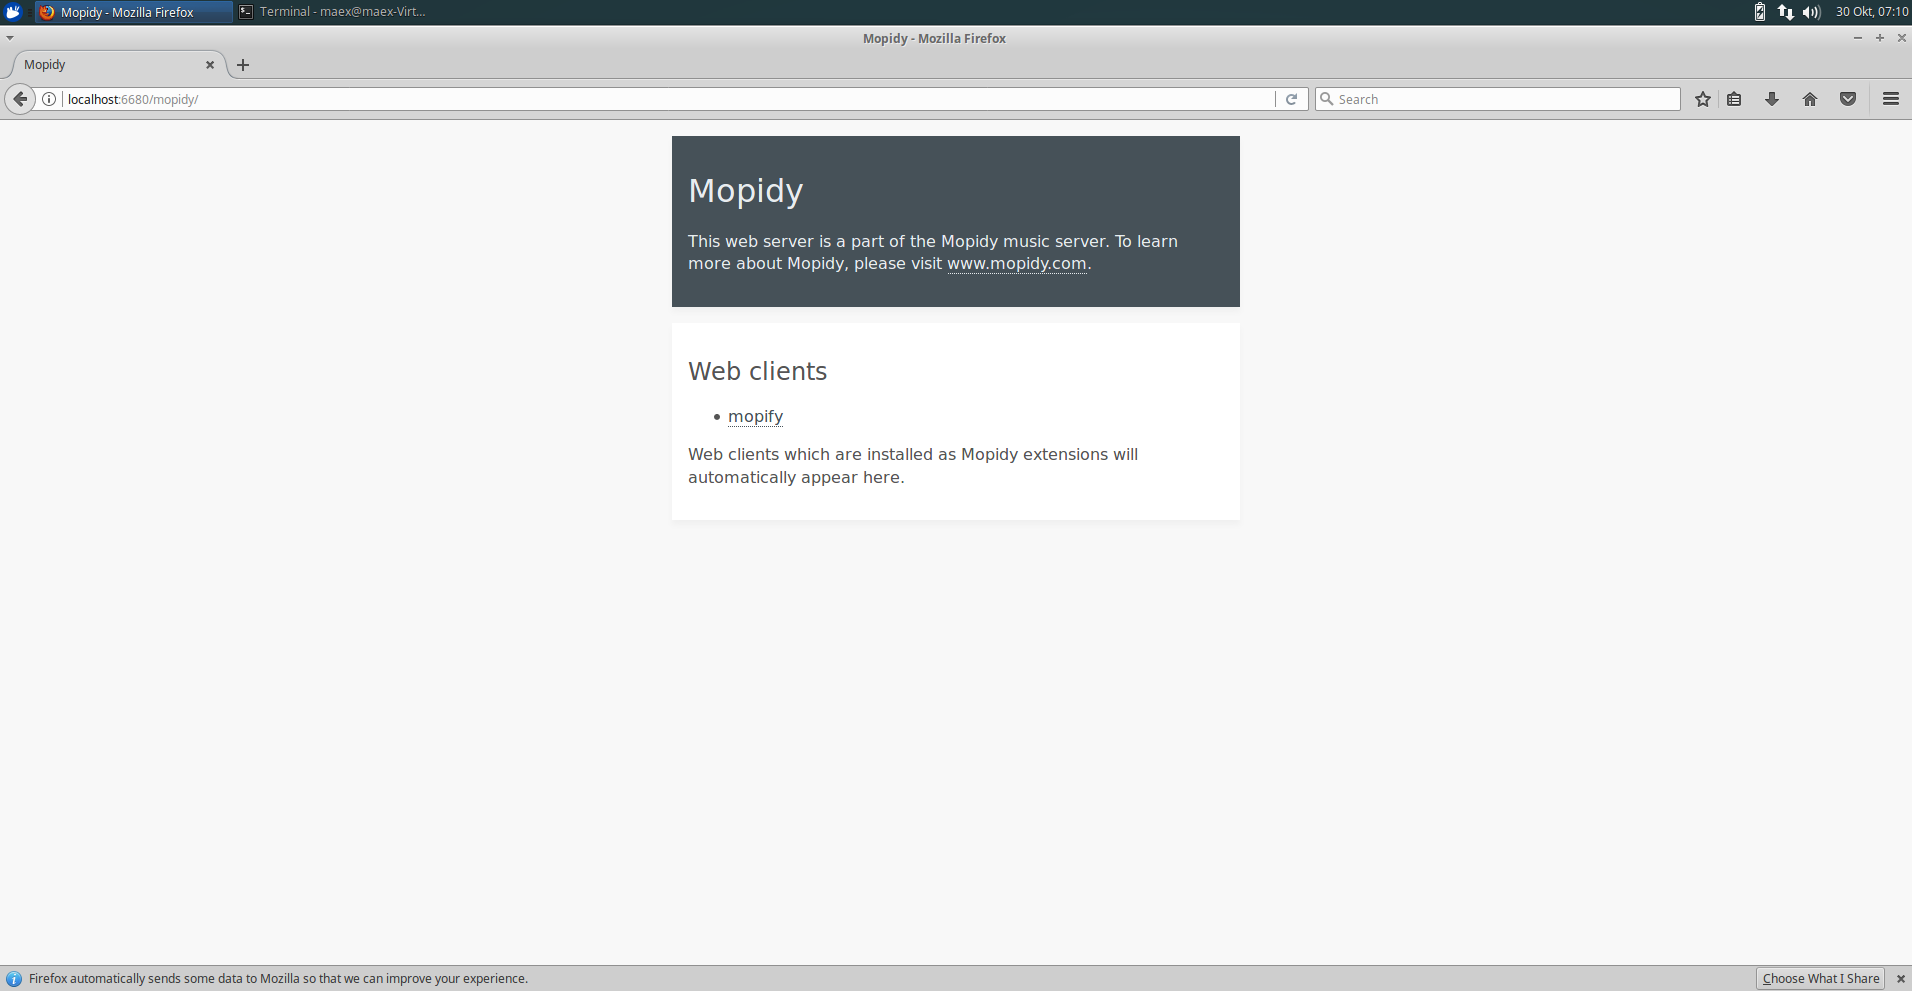 Mopidy - Mozilla Firefox
Terminal - maex@maex-Virt...
30 Okt, 07:10
Mopidy - Mozilla Firefox
Mopidy
localhost:6680/mopidy/
Search
Mopidy
This web server is a part of the Mopidy music server. To learn
more about Mopidy, please visit www.mopidy.com.
Web clients
mopify
Web clients which are installed as Mopidy extensions will
automatically appear here.
Firefox automatically sends some data to Mozilla so that we can improve your experience.
Choose What I Share